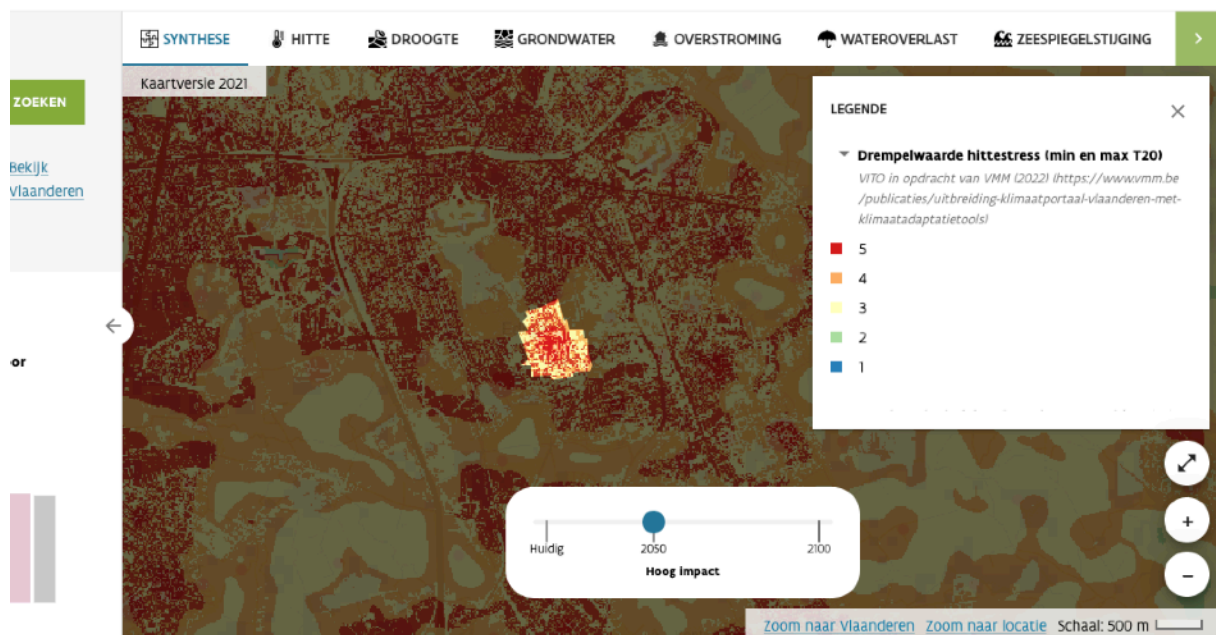 SYNTHESE HITTE DROOGTE GRONDWATER OVERSTROMING WATEROVERLAST ZEESPIEGELSTIJGING
Kaartversie 2021
ZOEKEN
Bekijk
Vlaanderen
or
LEGENDE
Drempelwaarde hittestress (min en max T20)
VITO in opdracht van VMM (2022) (https://www.vmm.be
/publicaties/uitbreiding-klimaatportaal-vlaanderen-met-
klimaatadaptatietools)
5
4
3
2
1
Huidig 2050 2100
Hoog impact
Zoom naar Vlaanderen Zoom naar locatie Schaal: 500 m